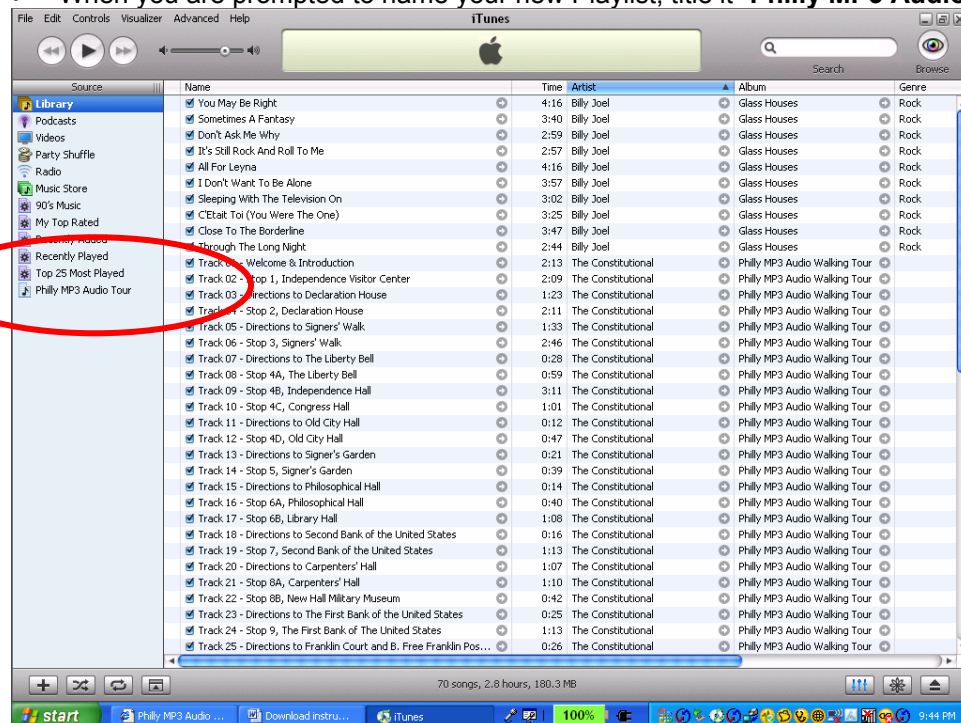 • When you are prompted to name your new Playlist, title it "Philly MP3 Audio
File Edit Controls Visualizer Advanced Help iTunes
Search Browse
Source Name Time Artist Album Genre
Library You May Be Right 4:16 Billy Joel Glass Houses Rock
Podcasts Sometimes A Fantasy 3:40 Billy Joel Glass Houses Rock
Videos Don't Ask Me Why 2:59 Billy Joel Glass Houses Rock
Party Shuffle It's Still Rock And Roll To Me 2:57 Billy Joel Glass Houses Rock
Radio All For Leyna 4:16 Billy Joel Glass Houses Rock
Music Store I Don't Want To Be Alone 3:57 Billy Joel Glass Houses Rock
90's Music Sleeping With The Television On 3:02 Billy Joel Glass Houses Rock
My Top Rated C'Etait Toi (You Were The One) 3:25 Billy Joel Glass Houses Rock
Recently Added Close To The Borderline 3:47 Billy Joel Glass Houses Rock
Recently Played Through The Long Night 2:44 Billy Joel Glass Houses Rock
Top 25 Most Played Track 01 - Welcome & Introduction 2:13 The Constitutional Philly MP3 Audio Walking Tour
Philly MP3 Audio Tour Track 02 - Stop 1, Independence Visitor Center 2:09 The Constitutional Philly MP3 Audio Walking Tour
Track 03 - Directions to Declaration House 1:23 The Constitutional Philly MP3 Audio Walking Tour
Track 04 - Stop 2, Declaration House 2:11 The Constitutional Philly MP3 Audio Walking Tour
Track 05 - Directions to Signers' Walk 1:33 The Constitutional Philly MP3 Audio Walking Tour
Track 06 - Stop 3, Signers' Walk 2:46 The Constitutional Philly MP3 Audio Walking Tour
Track 07 - Directions to The Liberty Bell 0:28 The Constitutional Philly MP3 Audio Walking Tour
Track 08 - Stop 4A, The Liberty Bell 0:59 The Constitutional Philly MP3 Audio Walking Tour
Track 09 - Stop 4B, Independence Hall 3:11 The Constitutional Philly MP3 Audio Walking Tour
Track 10 - Stop 4C, Congress Hall 1:01 The Constitutional Philly MP3 Audio Walking Tour
Track 11 - Directions to Old City Hall 0:12 The Constitutional Philly MP3 Audio Walking Tour
Track 12 - Stop 4D, Old City Hall 0:47 The Constitutional Philly MP3 Audio Walking Tour
Track 13 - Directions to Signer's Garden 0:21 The Constitutional Philly MP3 Audio Walking Tour
Track 14 - Stop 5, Signer's Garden 0:39 The Constitutional Philly MP3 Audio Walking Tour
Track 15 - Directions to Philosophical Hall 0:14 The Constitutional Philly MP3 Audio Walking Tour
Track 16 - Stop 6A, Philosophical Hall 0:40 The Constitutional Philly MP3 Audio Walking Tour
Track 17 - Stop 6B, Library Hall 1:08 The Constitutional Philly MP3 Audio Walking Tour
Track 18 - Directions to Second Bank of the United States 0:16 The Constitutional Philly MP3 Audio Walking Tour
Track 19 - Stop 7, Second Bank of the United States 1:13 The Constitutional Philly MP3 Audio Walking Tour
Track 20 - Directions to Carpenters' Hall 1:07 The Constitutional Philly MP3 Audio Walking Tour
Track 21 - Stop 8A, Carpenters' Hall 1:10 The Constitutional Philly MP3 Audio Walking Tour
Track 22 - Stop 8B, New Hall Military Museum 0:42 The Constitutional Philly MP3 Audio Walking Tour
Track 23 - Directions to The First Bank of the United States 0:25 The Constitutional Philly MP3 Audio Walking Tour
Track 24 - Stop 9, The First Bank of The United States 1:13 The Constitutional Philly MP3 Audio Walking Tour
Track 25 - Directions to Franklin Court and B. Free Franklin Pos... 0:26 The Constitutional Philly MP3 Audio Walking Tour
70 songs, 2.8 hours, 180.3 MB
start Philly MP3 Audio ... Download instru... iTunes 100% 9:44 PM